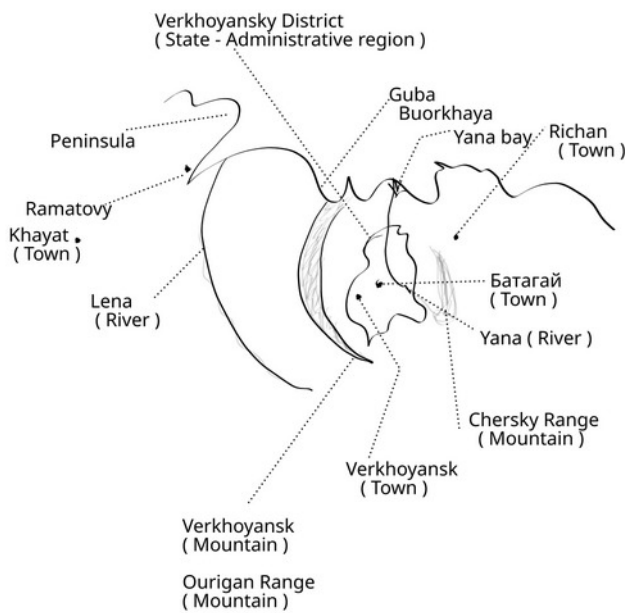 Verkhoyansky District
( State - Administrative region )
Guba
Buorkhaya
Yana bay
Richan
( Town )
Peninsula
Ramatovy
Khayat
( Town )
Lena
( River )
Батагай
( Town )
Yana ( River )
Chersky Range
( Mountain )
Verkhoyansk
( Town )
Verkhoyansk
( Mountain )
Ourigan Range
( Mountain )